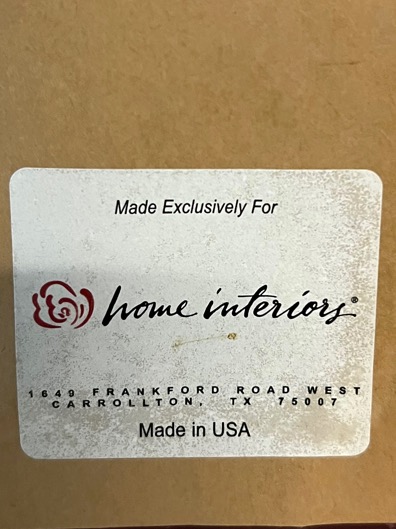 Made Exclusively For
home interiors®
1649 FRANKFORD ROAD WEST
CARROLLTON, TX 75007
Made in USA